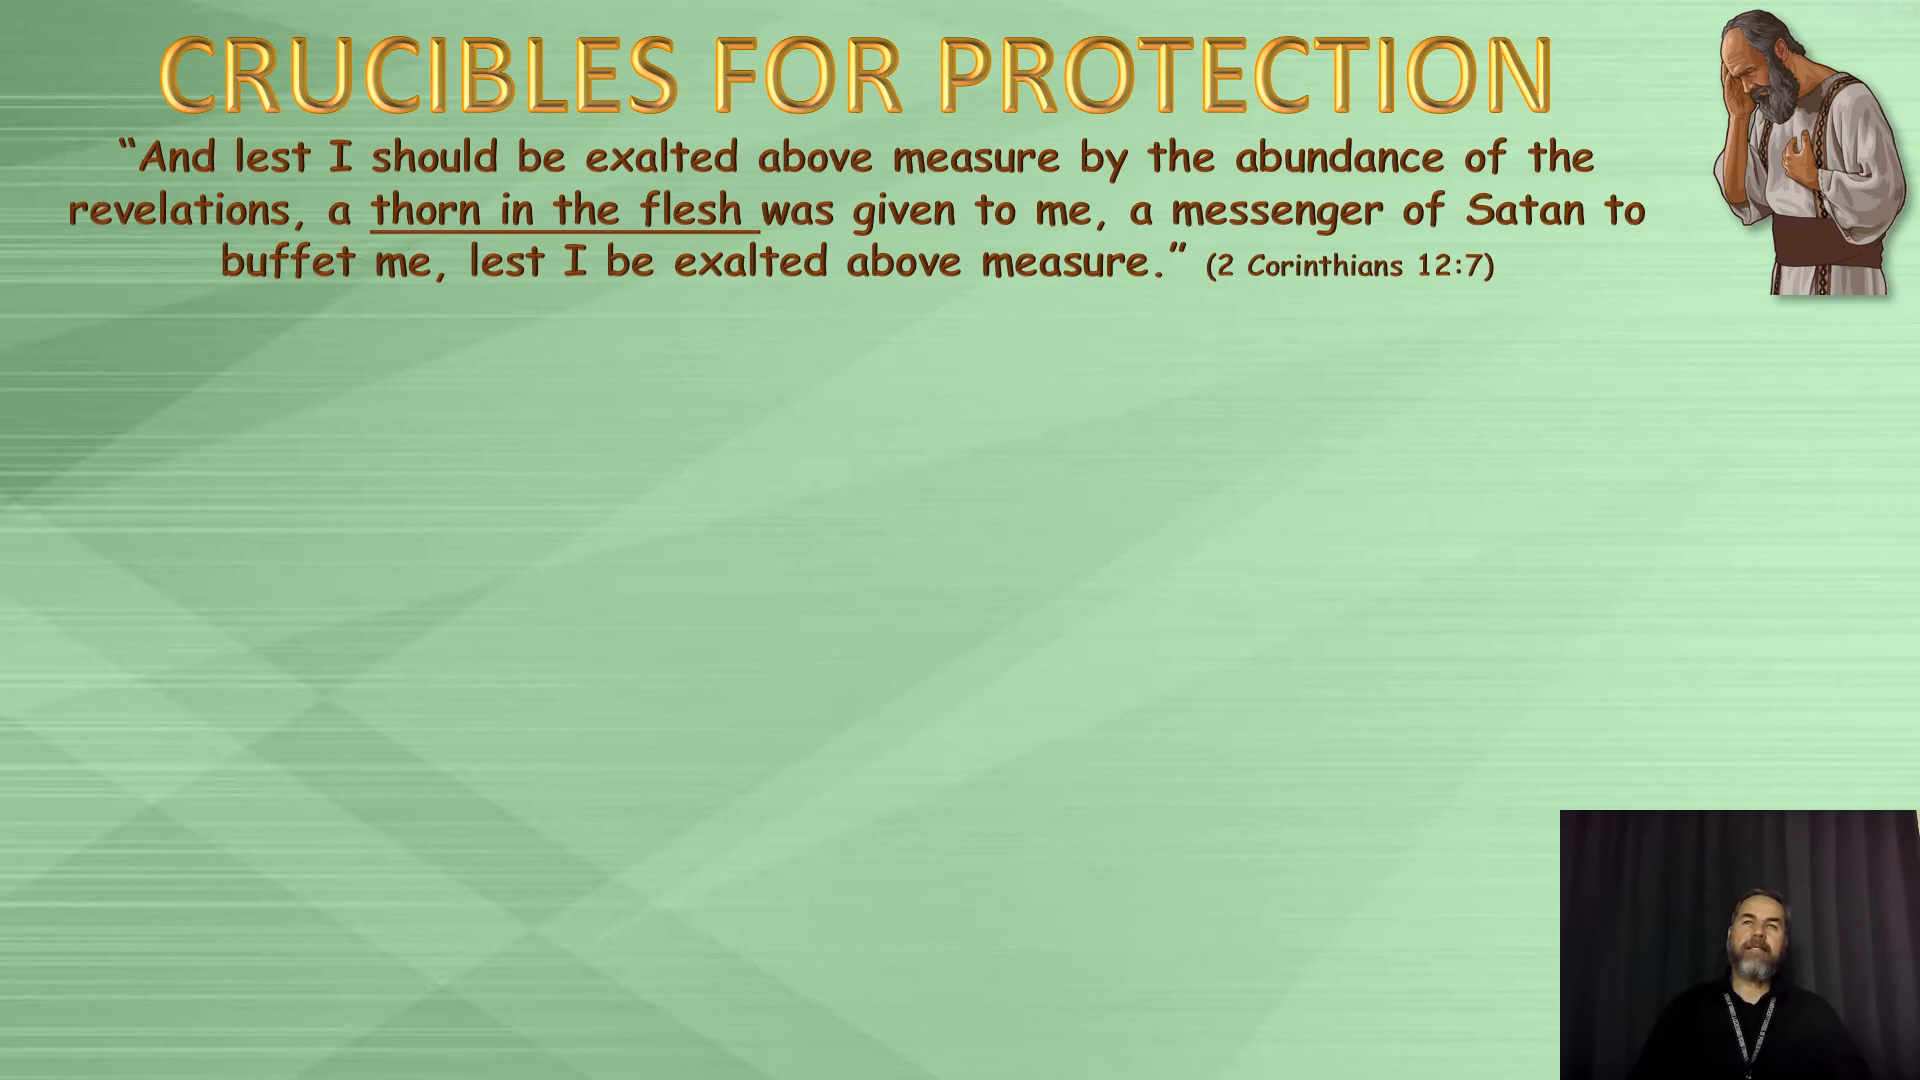 CRUCIBLES FOR PROTECTION
“And lest I should be exalted above measure by the abundance of the
revelations, a thorn in the flesh was given to me, a messenger of Satan to
buffet me, lest I be exalted above measure.” (2 Corinthians 12:7)